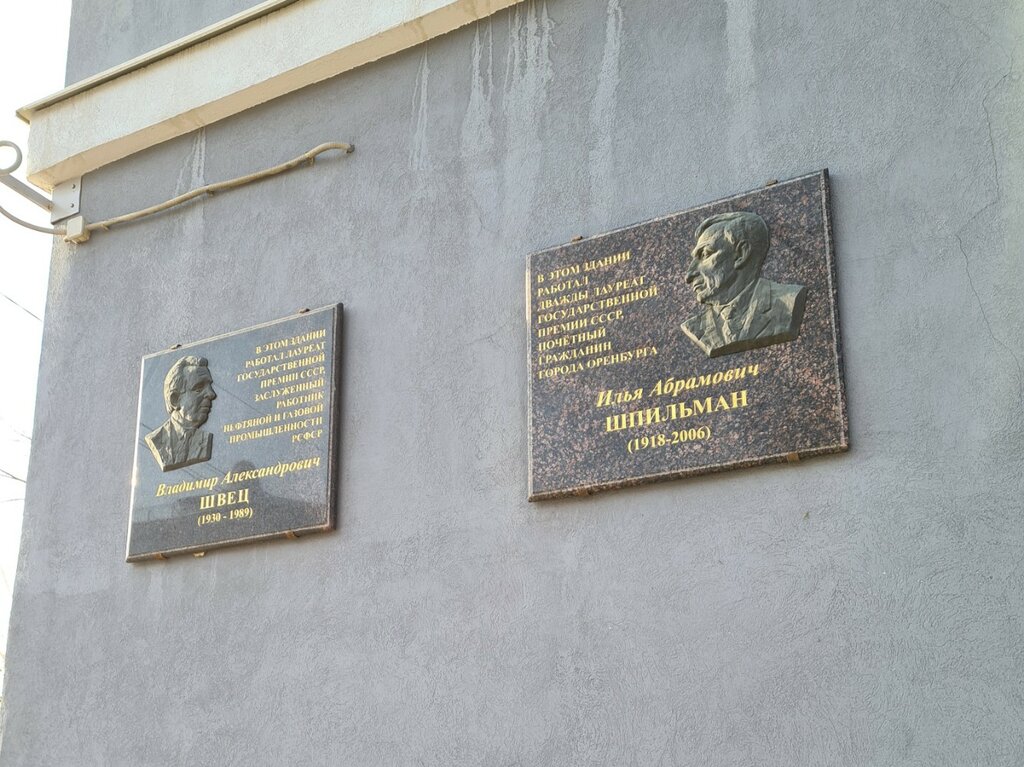 В ЭТОМ ЗДАНИИ
РАБОТАЛ ЛАУРЕАТ
ГОСУДАРСТВЕННОЙ
ПРЕМИИ СССР,
ЗАСЛУЖЕННЫЙ
РАБОТНИК
НЕФТЯНОЙ И ГАЗОВОЙ
ПРОМЫШЛЕННОСТИ
РСФСР
Владимир Александрович
ШВЕЦ
(1930 - 1989)
В ЭТОМ ЗДАНИИ
РАБОТАЛ
ДВАЖДЫ ЛАУРЕАТ
ГОСУДАРСТВЕННОЙ
ПРЕМИИ СССР,
ПОЧЁТНЫЙ
ГРАЖДАНИН
ГОРОДА ОРЕНБУРГА
Илья Абрамович
ШПИЛЬМАН
(1918-2006)